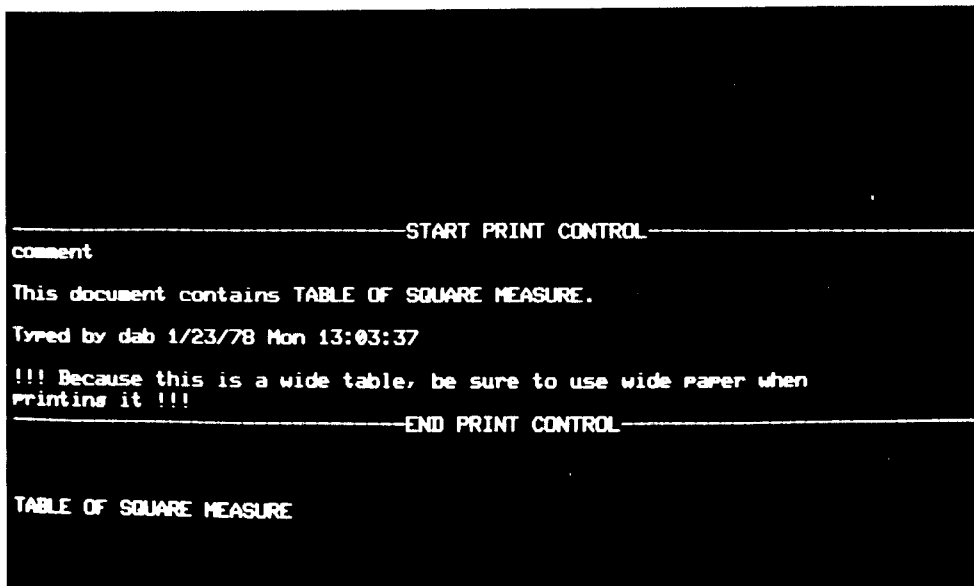 START PRINT CONTROL
comment
This document contains TABLE OF SQUARE MEASURE.
Typed by dab 1/23/78 Mon 13:03:37
!!! Because this is a wide table, be sure to use wide paper when
printing it !!!
END PRINT CONTROL
TABLE OF SQUARE MEASURE